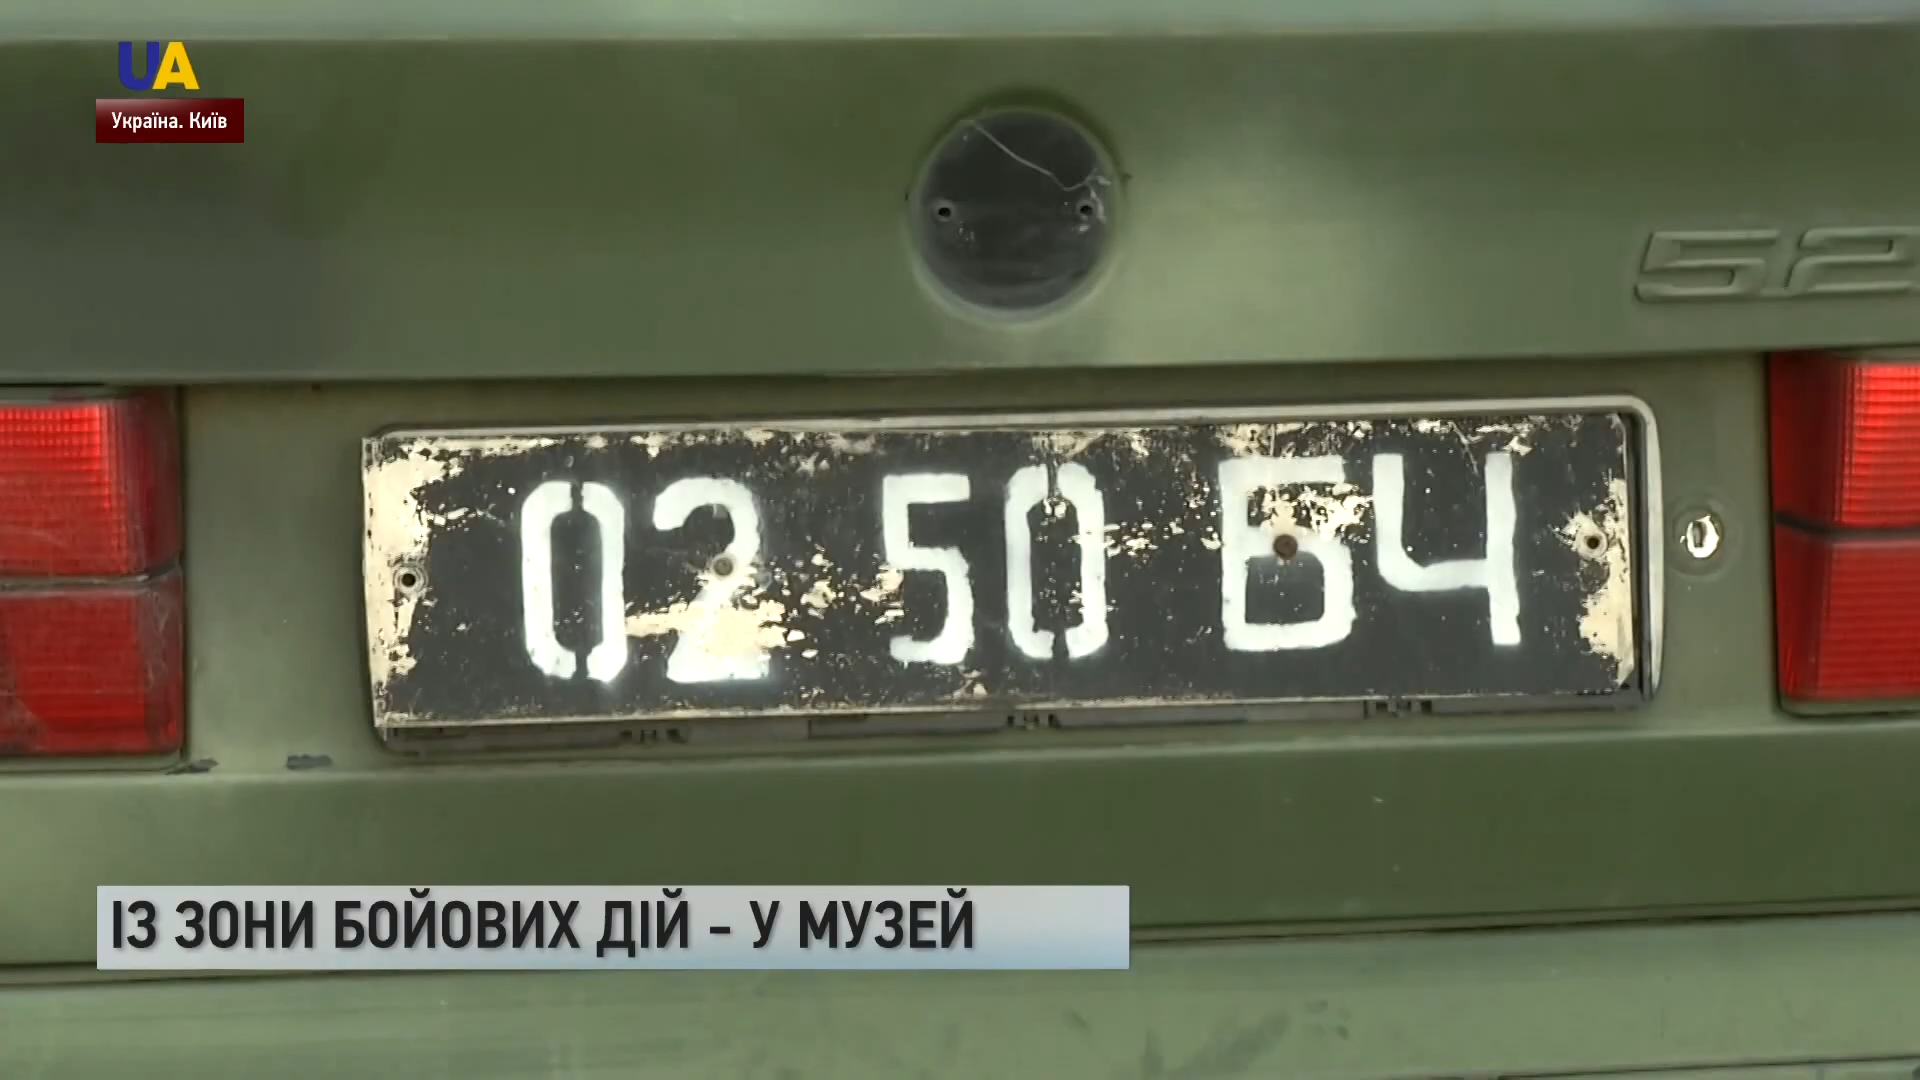 UA
Україна. Київ
52
02 50 БЧ
ІЗ ЗОНИ БОЙОВИХ ДІЙ - У МУЗЕЙ